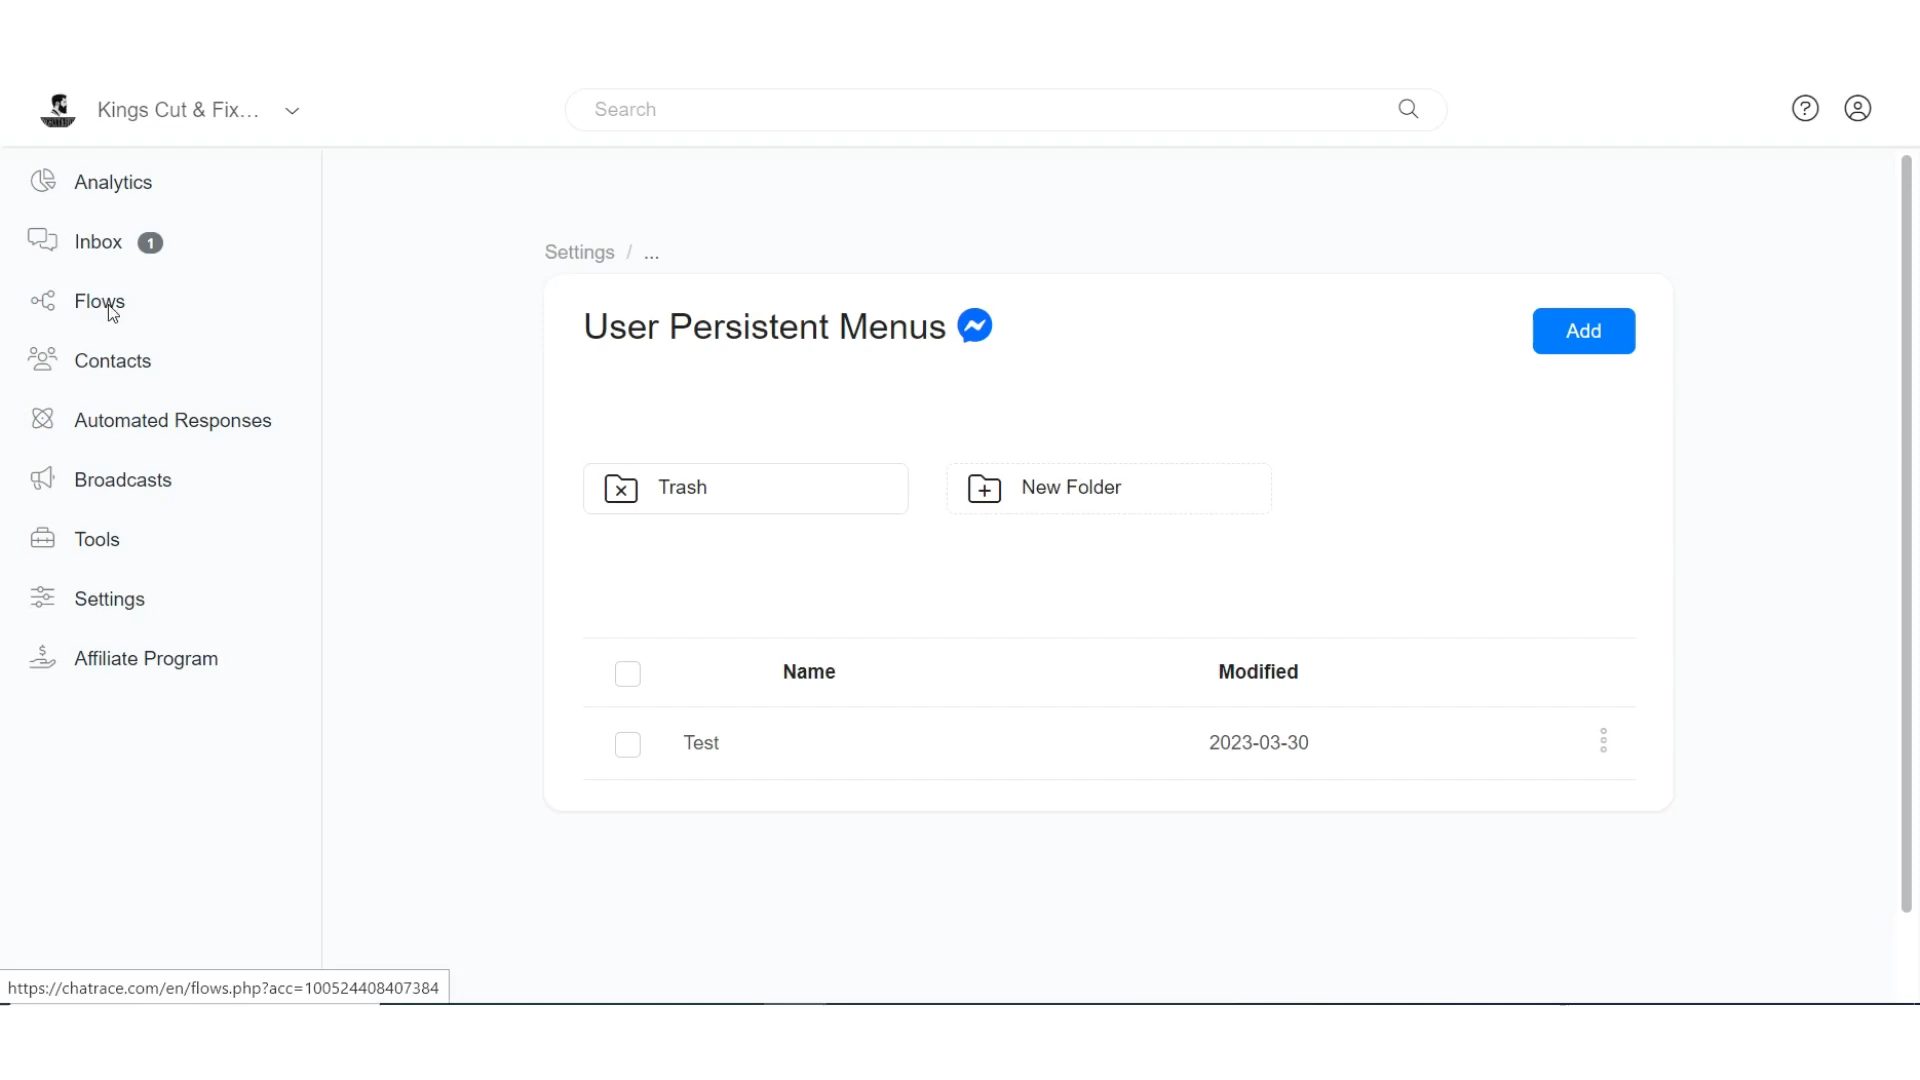 Kings Cut & Fix...
Search
Analytics
Inbox 1
Flows
Contacts
Automated Responses
Broadcasts
Tools
Settings
Affiliate Program
Settings / ...
User Persistent Menus
Add
Trash
New Folder
Name Modified
Test 2023-03-30
https://chatrace.com/en/flows.php?acc=100524408407384